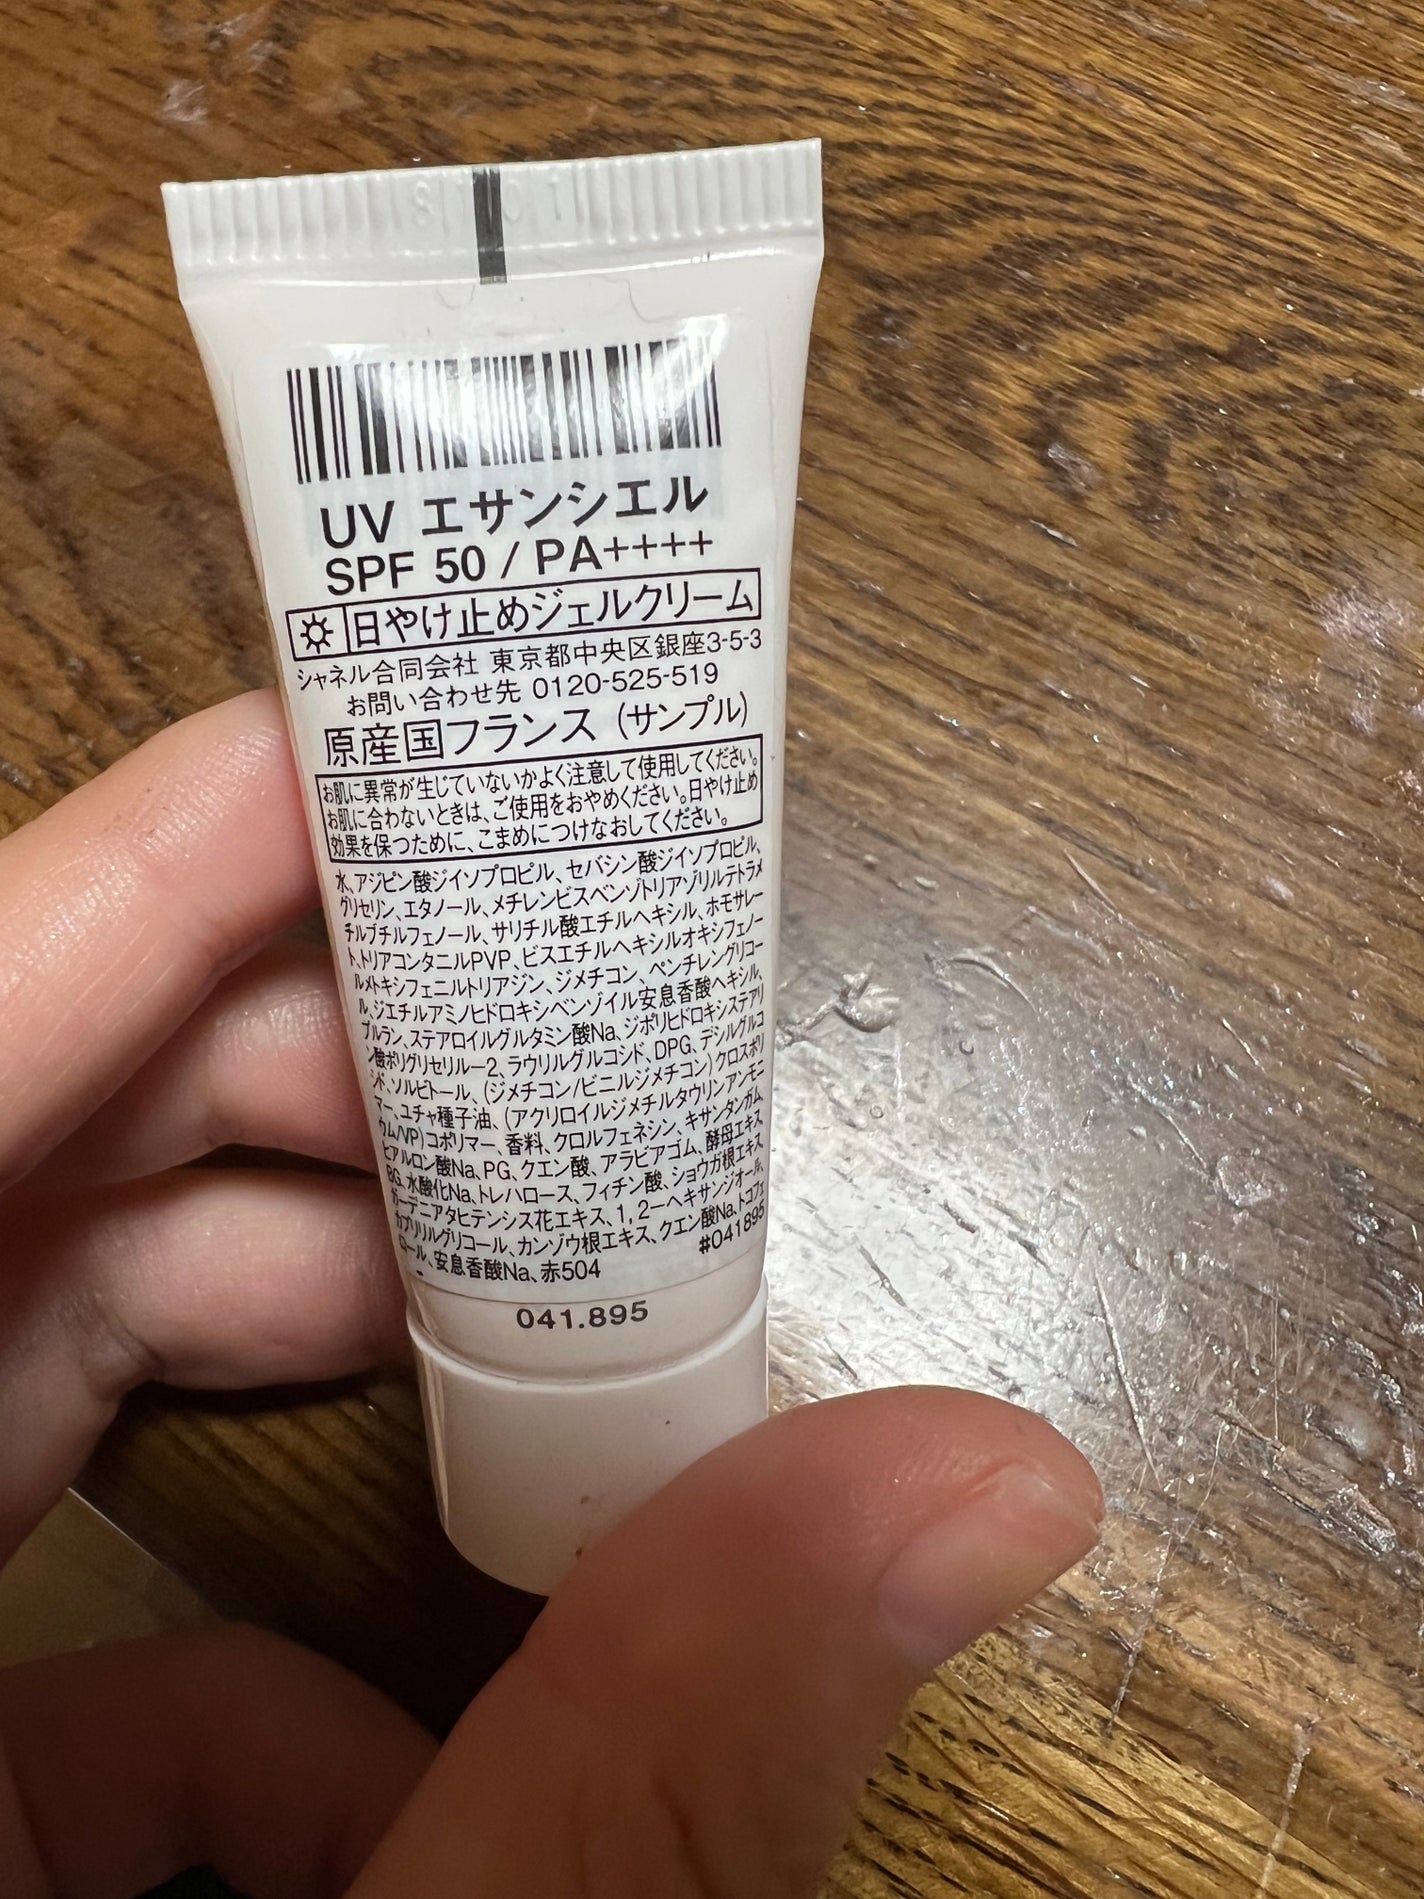 UV エサンシエル
SPF 50 / PA++++
日やけ止めジェルクリーム
シャネル合同会社 東京都中央区銀座3-5-3
お問い合わせ先 0120-525-519
原産国フランス (サンプル)
お肌に異常が生じていないかよく注意して使用してください。
お肌に合わないときは、ご使用をおやめください。日やけ止め
効果を保つために、こまめにつけなおしてください。
水、アジピン酸ジイソプロピル、セバシン酸ジイソプロピル、
グリセリン、エタノール、メチレンビスベンゾトリアゾリルテトラメ
チルブチルフェノール、サリチル酸エチルヘキシル、ホモサレー
ト、トリアコンタニルPVP、ビスエチルヘキシルオキシフェノー
ルメトキシフェニルトリアジン、ジメチコン、ペンチレングリコー
ル、ジエチルアミノヒドロキシベンゾイル安息香酸ヘキシル、
プルラン、ステアロイルグルタミン酸Na、ジポリヒドロキシステアリ
ン酸ポリグリセリル－2、ラウリルグルコシド、DPG、デシルグルコ
シド、ソルビトール、(ジメチコン/ビニルジメチコン)クロスポリ
マー、ユチャ種子油、(アクリロイルジメチルタウリンアンモニ
ウム/VP)コポリマー、香料、クロルフェネシン、キサンタンガム、
ヒアルロン酸Na、PG、クエン酸、アラビアゴム、酵母エキス、
BG、水酸化Na、トレハロース、フィチン酸、ショウガ根エキス、
ガーデニアタヒテンシス花エキス、1, 2－ヘキサンジオール、
カプリリルグリコール、カンゾウ根エキス、クエン酸Na、トコフェ
ロール、安息香酸Na、赤504 #041895
041.895